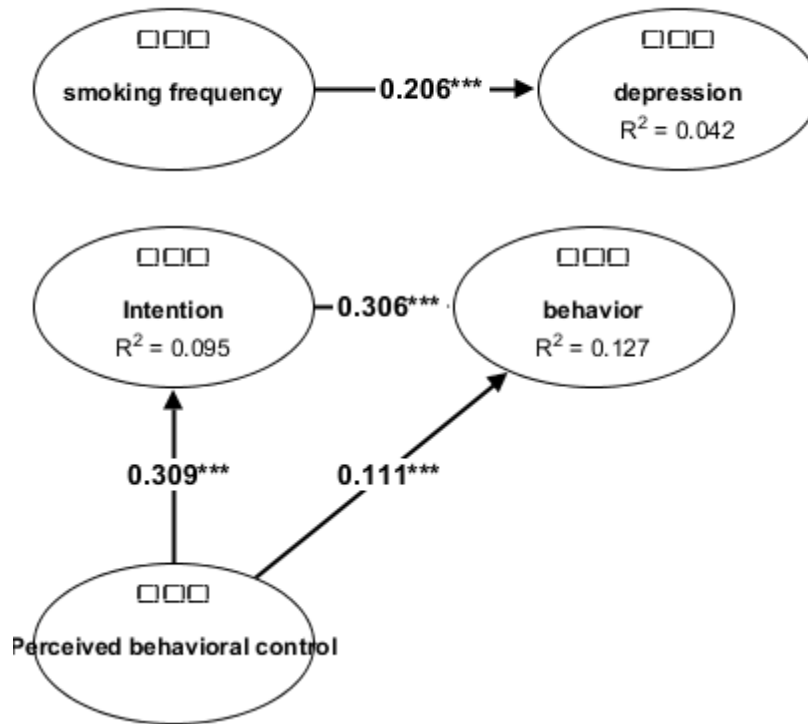 smoking frequency
0.206***
depression
R² = 0.042
Intention
R² = 0.095
0.306***
behavior
R² = 0.127
0.309***
0.111***
Perceived behavioral control